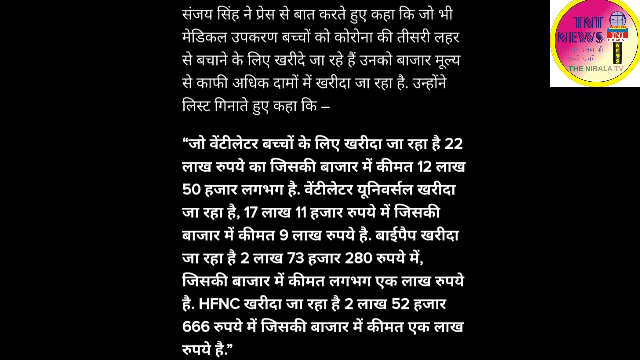 संजय सिंह ने प्रेस से बात करते हुए कहा कि जो भी
मेडिकल उपकरण बच्चों को कोरोना की तीसरी लहर
से बचाने के लिए खरीदे जा रहे हैं उनको बाजार मूल्य
से काफी अधिक दामों में खरीदा जा रहा है. उन्होंने
लिस्ट गिनाते हुए कहा कि –
“जो वेंटीलेटर बच्चों के लिए खरीदा जा रहा है 22
लाख रुपये का जिसकी बाजार में कीमत 12 लाख
50 हजार लगभग है. वेंटीलेटर यूनिवर्सल खरीदा
जा रहा है, 17 लाख 11 हजार रुपये में जिसकी
बाजार में कीमत 9 लाख रुपये है. बाईपैप खरीदा
जा रहा है 2 लाख 73 हजार 280 रुपये में,
जिसकी बाजार में कीमत लगभग एक लाख रुपये
है. HFNC खरीदा जा रहा है 2 लाख 52 हजार
666 रुपये में जिसकी बाजार में कीमत एक लाख
रुपये है.”
TNT
NEWS
THE NIRALA TV